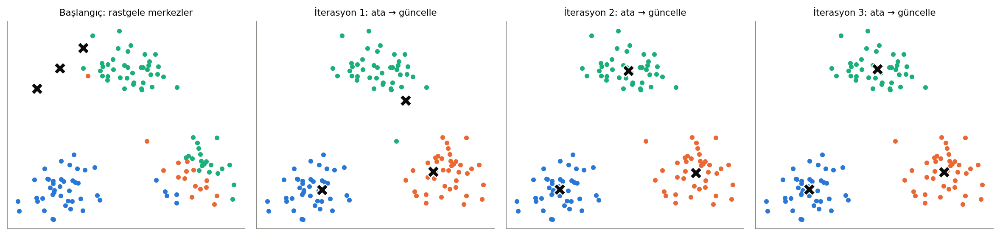 Başlangıç: rastgele merkezler
İterasyon 1: ata → güncelle
İterasyon 2: ata → güncelle
İterasyon 3: ata → güncelle